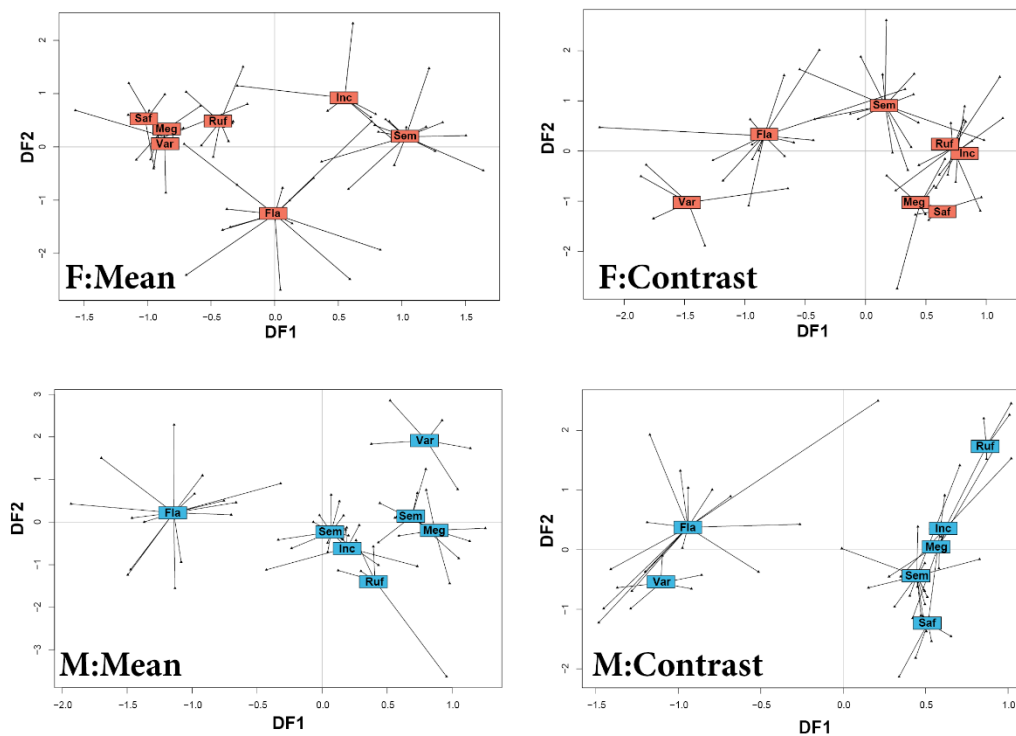 2
1
0
−1
−2
DF2
Inc
Saf
Meg
Ruf
Var
Sem
Fla
F:Mean
−1.5
−1.0
−0.5
0.0
0.5
1.0
1.5
DF1
2
1
0
−1
−2
DF2
Sem
Fla
Ruf
Inc
Var
Meg
Saf
F:Contrast
−2.0
−1.5
−1.0
−0.5
0.0
0.5
1.0
DF1
3
2
1
0
−1
−2
−3
DF2
Var
Fla
Sem
Sem
Meg
Inc
Ruf
M:Mean
−2.0
−1.5
−1.0
−0.5
0.0
0.5
1.0
DF1
2
1
0
−1
−2
DF2
Ruf
Fla
Inc
Meg
Var
Sem
Saf
M:Contrast
−1.5
−1.0
−0.5
0.0
0.5
1.0
DF1